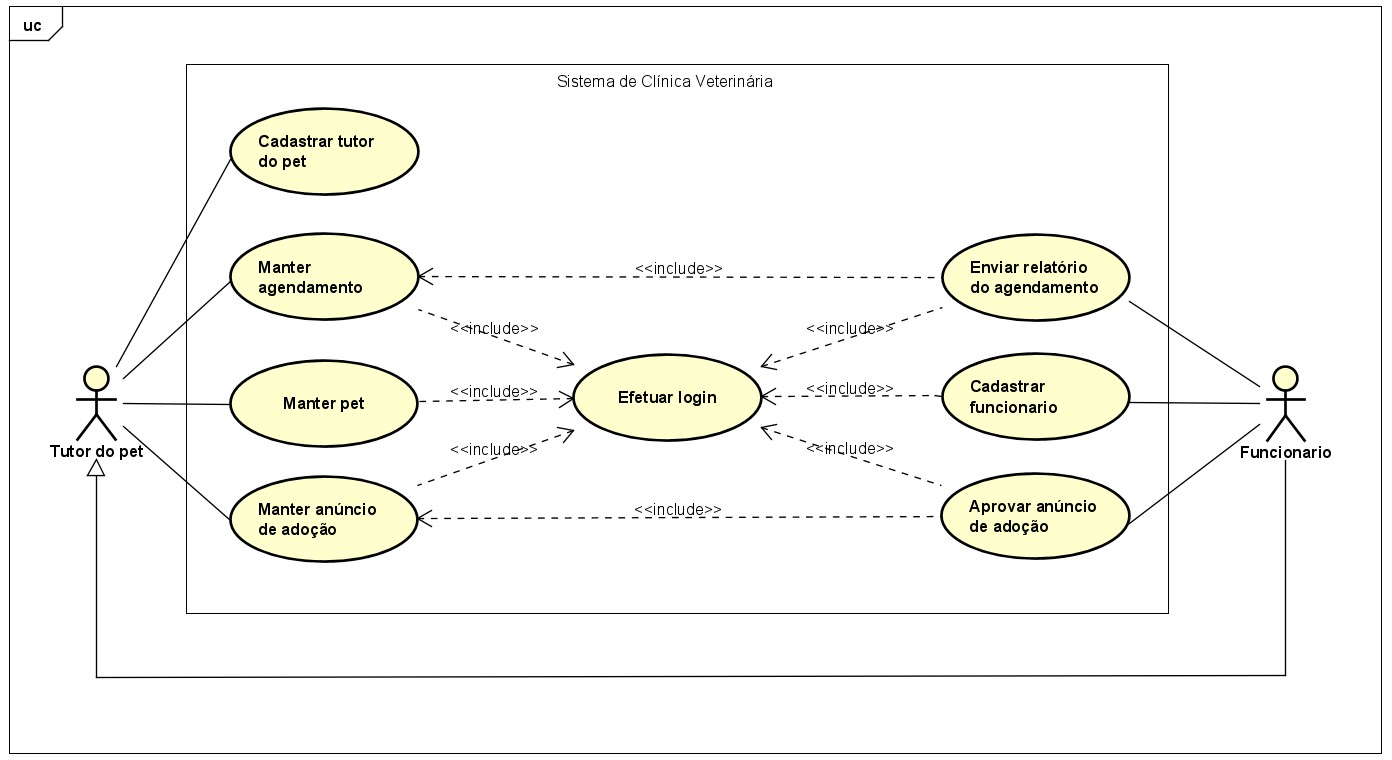 uc
Sistema de Clínica Veterinária
Cadastrar tutor
do pet
Manter
agendamento
<<include>>
Enviar relatório
do agendamento
<<include>>
<<include>>
Manter pet
<<include>>
Efetuar login
<<include>>
Cadastrar
funcionario
Tutor do pet
Funcionario
<<include>>
<<include>>
Manter anúncio
de adoção
<<include>>
Aprovar anúncio
de adoção